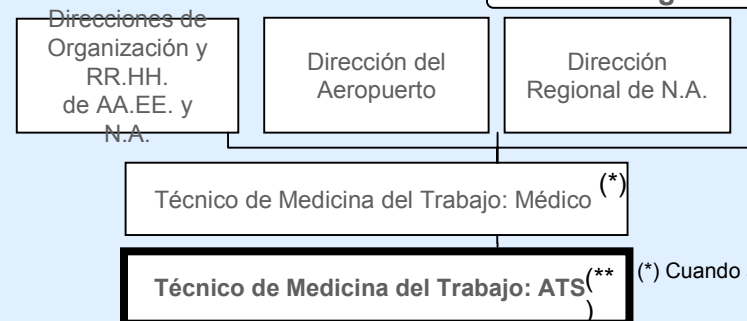 Direcciones de
Organización y
RR.HH.
de AA.EE. y
N.A.
Dirección del
Aeropuerto
Dirección
Regional de N.A.
Técnico de Medicina del Trabajo: Médico (*)
Técnico de Medicina del Trabajo: ATS (**
)
(*) Cuando